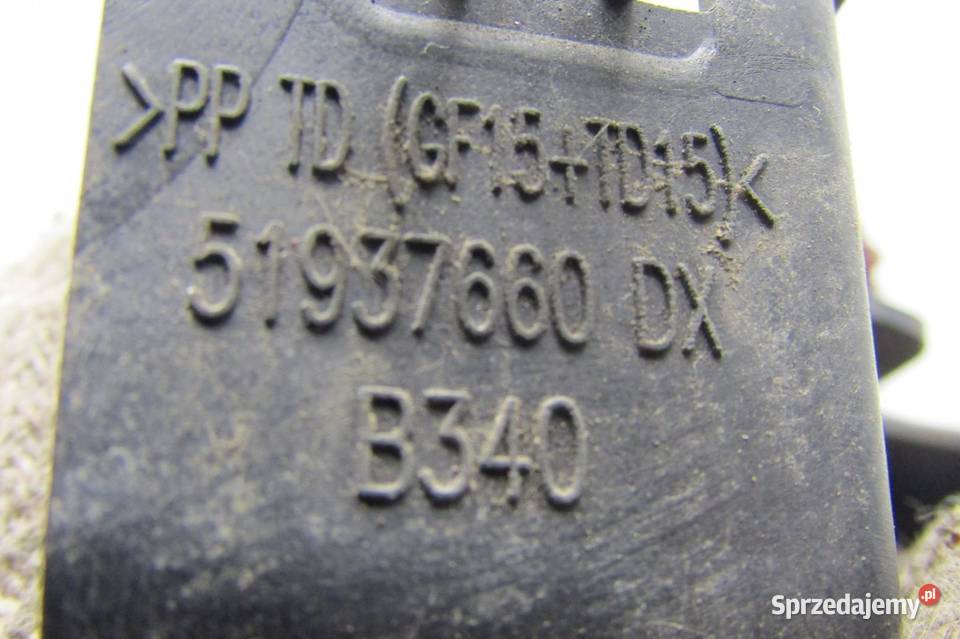 >PP TD (GF15+TD15)<
51937660 DX
B340
Sprzedajemy.pl